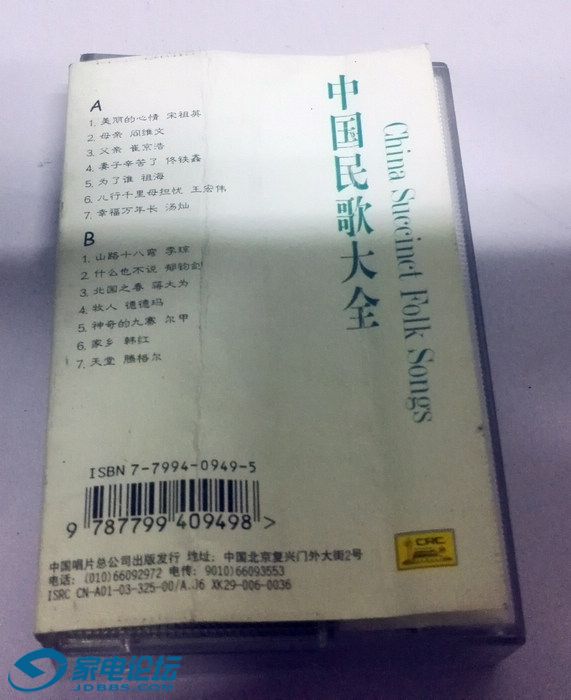 A
1. 美丽的心情 宋祖英
2. 母亲 阎维文
3. 父亲 崔京浩
4. 妻子辛苦了 佟铁鑫
5. 为了谁 祖海
6. 儿行千里母担忧 王宏伟
7. 幸福万年长 汤灿
B
1. 山路十八弯 李琼
2. 什么也不说 郁钧剑
3. 北国之春 蒋大为
4. 牧人 德德玛
5. 神奇的九寨 尔甲
6. 家乡 韩红
7. 天堂 腾格尔
中国民歌大全
China Succinct Folk Songs
ISBN 7-7994-0949-5
9 787799 409498 >
CRC
中国唱片总公司出版发行 地址: 中国北京复兴门外大街2号
电话: (010)66092972 电传: 9010)66093553
ISRC CN-A01-03-325-00/A.J6 XK29-006-0036
家电论坛
JDBBS.COM